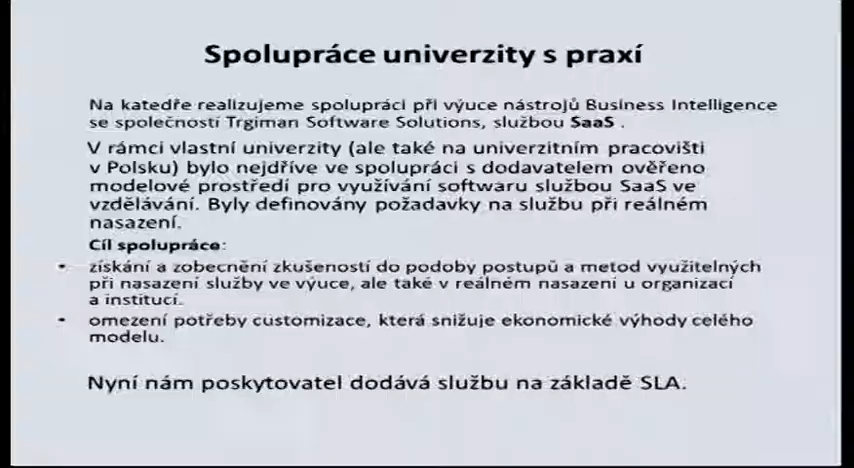 Spolupráce univerzity s praxí
Na katedře realizujeme spolupráci při výuce nástrojů Business Intelligence
se společností Trgiman Software Solutions, službou SaaS .
V rámci vlastní univerzity (ale také na univerzitním pracovišti
v Polsku) bylo nejdříve ve spolupráci s dodavatelem ověřeno
modelové prostředí pro využívání softwaru službou SaaS ve
vzdělávání. Byly definovány požadavky na službu při reálném
nasazení.
Cíl spolupráce:
• získání a zobecnění zkušeností do podoby postupů a metod využitelných
při nasazení služby ve výuce, ale také v reálném nasazení u organizací
a institucí.
• omezení potřeby customizace, která snižuje ekonomické výhody celého
modelu.
Nyní nám poskytovatel dodává službu na základě SLA.